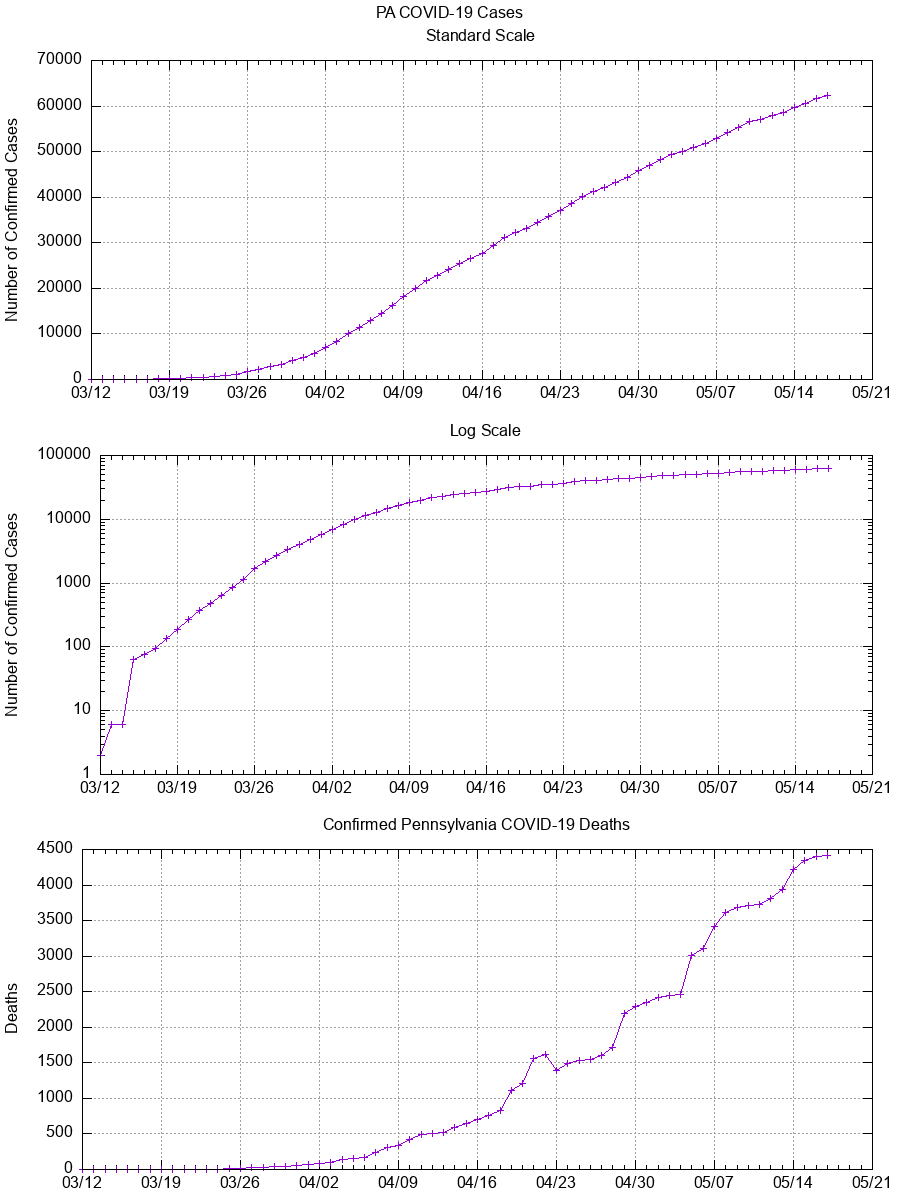 PA COVID-19 Cases
Standard Scale
70000
60000
50000
40000
30000
20000
10000
0
Number of Confirmed Cases
03/12 03/19 03/26 04/02 04/09 04/16 04/23 04/30 05/07 05/14 05/21
Log Scale
100000
10000
1000
100
10
1
Number of Confirmed Cases
03/12 03/19 03/26 04/02 04/09 04/16 04/23 04/30 05/07 05/14 05/21
Confirmed Pennsylvania COVID-19 Deaths
4500
4000
3500
3000
2500
2000
1500
1000
500
0
Deaths
03/12 03/19 03/26 04/02 04/09 04/16 04/23 04/30 05/07 05/14 05/21